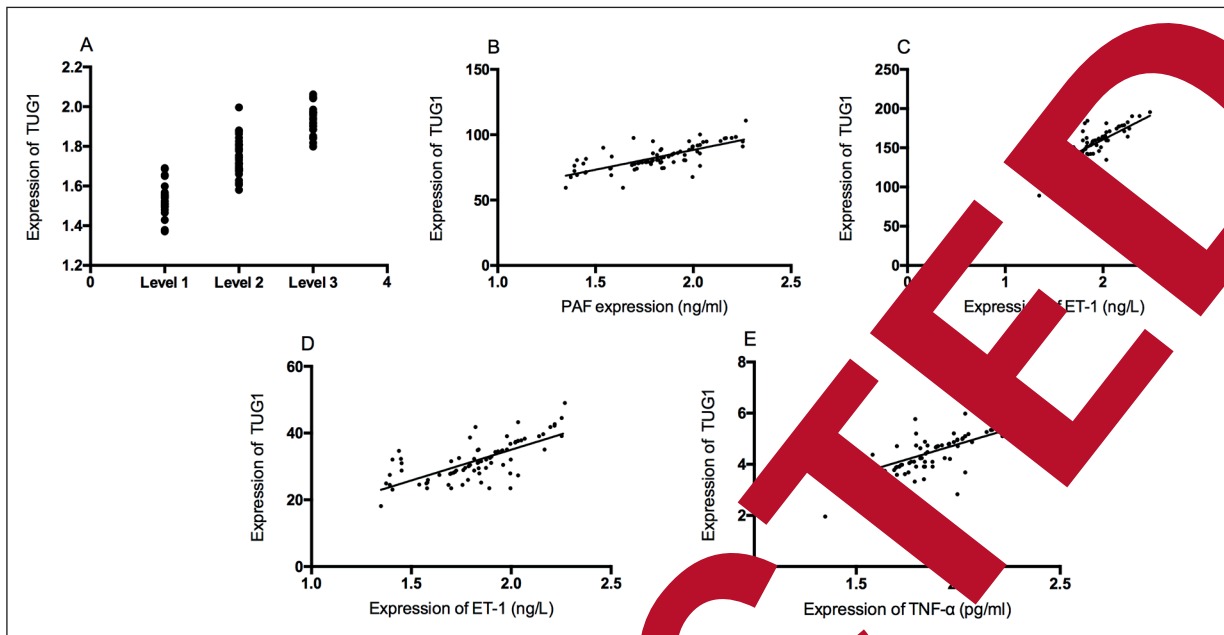 A
Expression of TUG1
2.2
2.0
1.8
1.6
1.4
1.2
0 Level 1 Level 2 Level 3 4
B
Expression of TUG1
150
100
50
0
1.0 1.5 2.0 2.5
PAF expression (ng/ml)
C
Expression of TUG1
250
200
150
100
50
0 1 2
ET-1 (ng/L)
D
Expression of TUG1
60
40
20
0
1.0 1.5 2.0 2.5
Expression of ET-1 (ng/L)
E
Expression of TUG1
8
6
4
2
1.5 2.5
Expression of TNF-α (pg/ml)
CTED